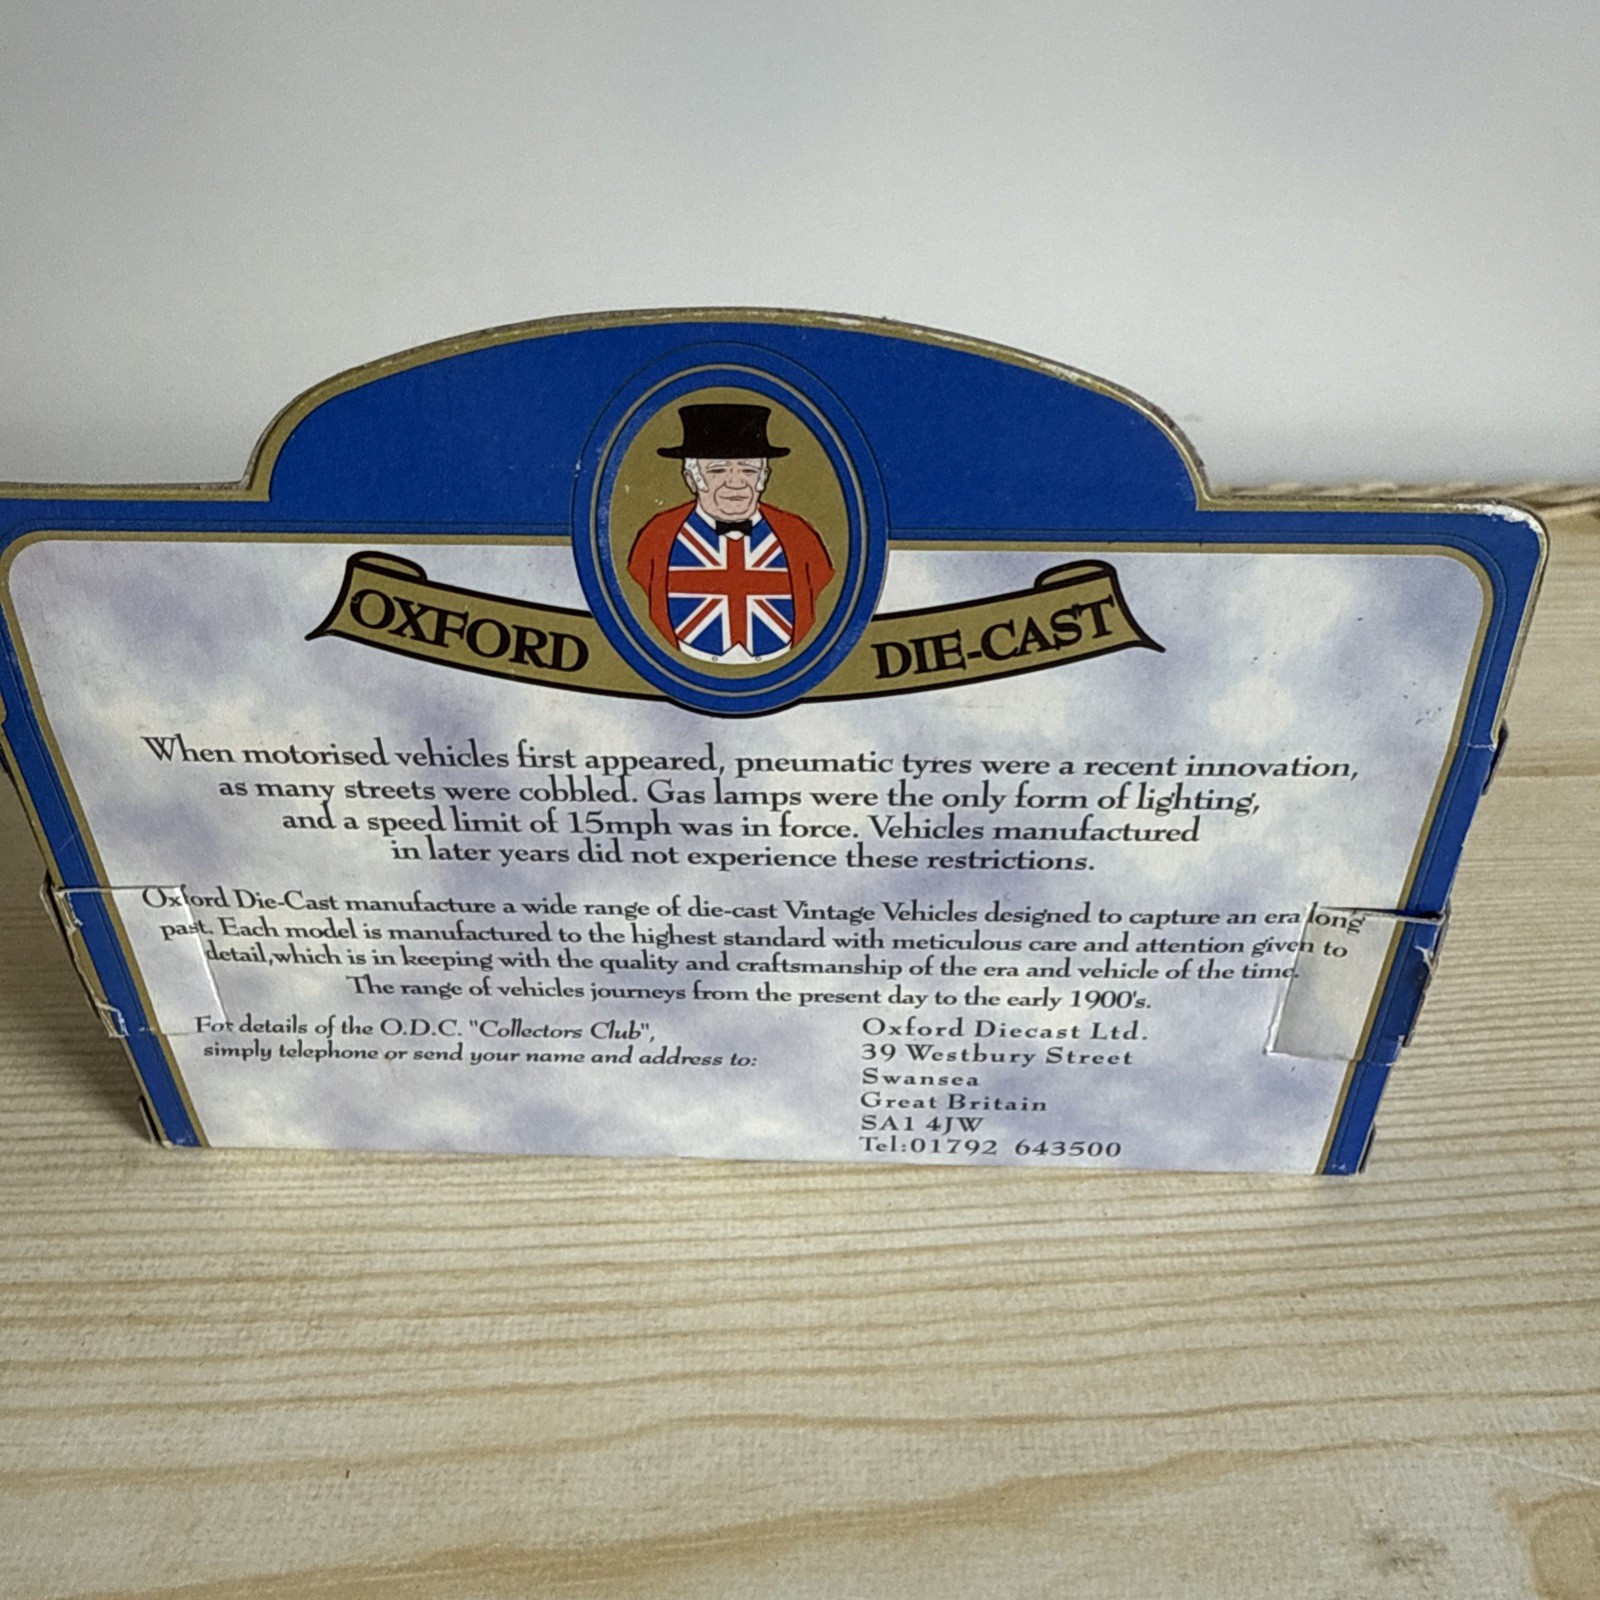 OXFORD DIE-CAST
When motorised vehicles first appeared, pneumatic tyres were a recent innovation,
as many streets were cobbled. Gas lamps were the only form of lighting,
and a speed limit of 15mph was in force. Vehicles manufactured
in later years did not experience these restrictions.
Oxford Die-Cast manufacture a wide range of die-cast Vintage Vehicles designed to capture an era long
past. Each model is manufactured to the highest standard with meticulous care and attention given to
detail,which is in keeping with the quality and craftsmanship of the era and vehicle of the time.
The range of vehicles journeys from the present day to the early 1900's.
For details of the O.D.C. "Collectors Club",
simply telephone or send your name and address to:
Oxford Diecast Ltd.
39 Westbury Street
Swansea
Great Britain
SA1 4JW
Tel:01792 643500